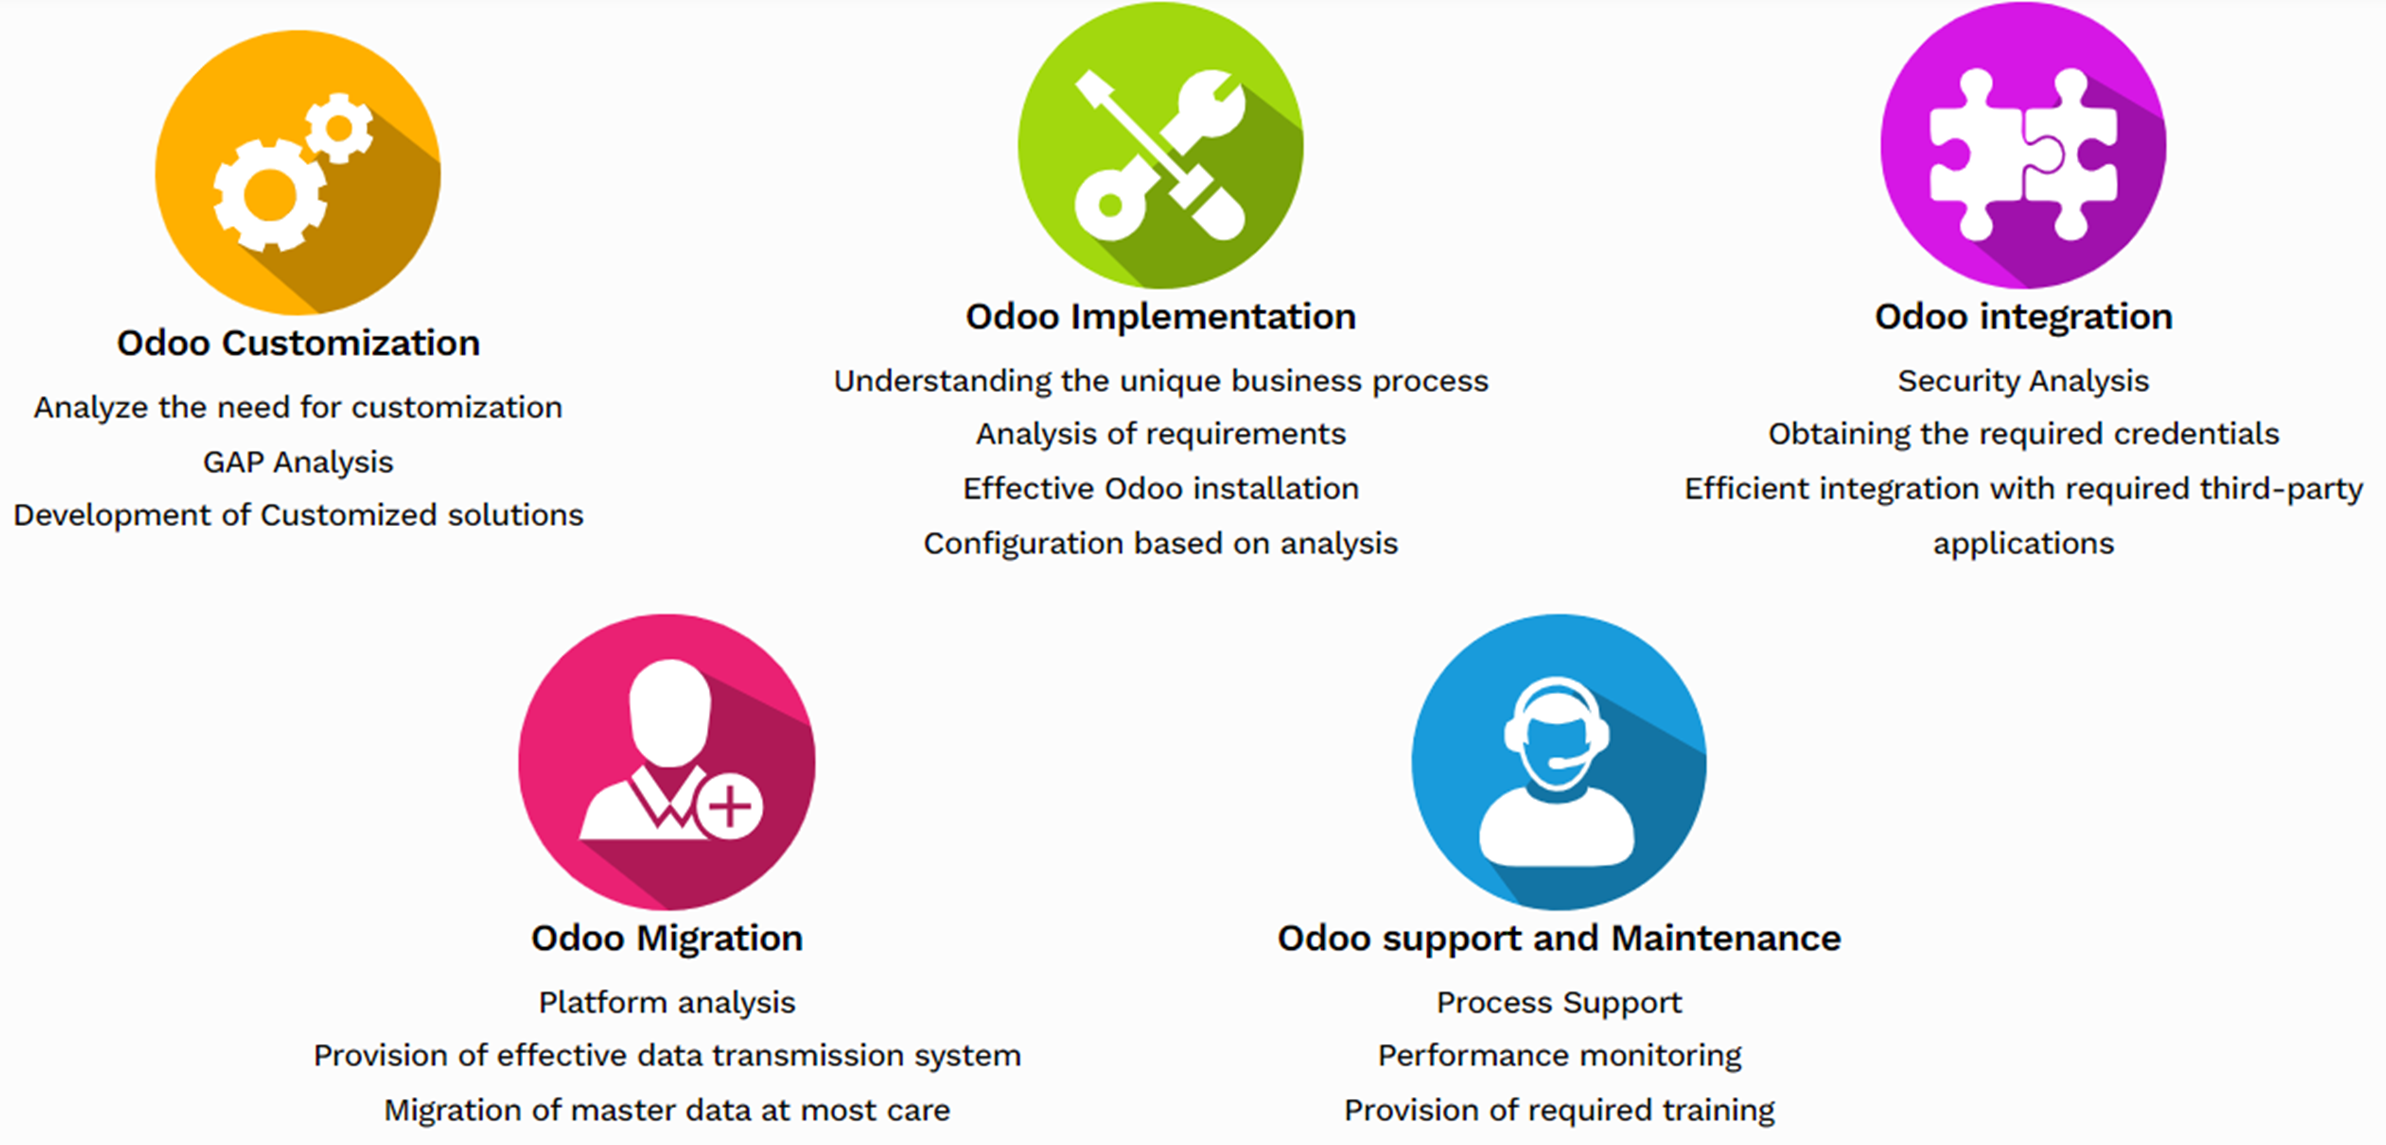 Odoo Customization
Analyze the need for customization
GAP Analysis
Development of Customized solutions
Odoo Implementation
Understanding the unique business process
Analysis of requirements
Effective Odoo installation
Configuration based on analysis
Odoo integration
Security Analysis
Obtaining the required credentials
Efficient integration with required third-party
applications
Odoo Migration
Platform analysis
Provision of effective data transmission system
Migration of master data at most care
Odoo support and Maintenance
Process Support
Performance monitoring
Provision of required training